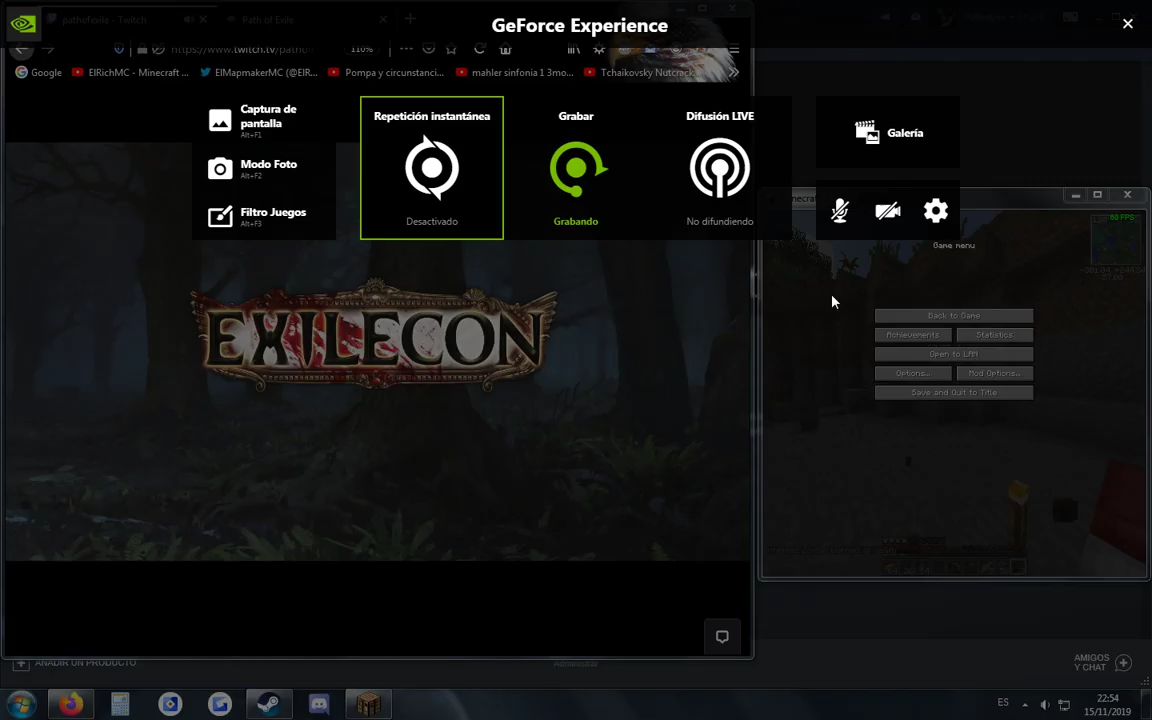 pathofexile - Twitch
Path of Exile
GeForce Experience
https://www.twitch.tv/patho
110%
Google
ElRichMC - Minecraft ...
ElMapmakerMC (@ElR...
Pompa y circunstanci...
mahler sinfonia 1 3mo...
Tchaikovsky Nutcrack
Captura de
pantalla
Alt+F1
Modo Foto
Alt+F2
Filtro Juegos
Alt+F3
Repetición instantánea
Desactivado
Grabar
Grabando
Difusión LIVE
No difundiendo
Galería
60 FPS
Game menu
Back to Game
Achievements
Statistics
Open to LAN
Options...
Mod Options...
Save and Quit to Title
EXILECON
AÑADIR UN PRODUCTO
AMIGOS
Y CHAT
ES
22:54
15/11/2019